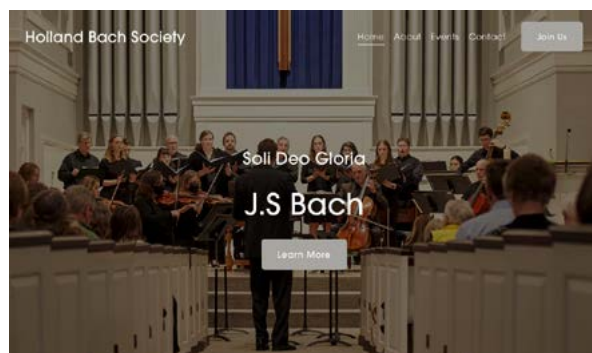 Holland Bach Society
Home About Events Contact Join Us
Soli Deo Gloria
J.S Bach
Learn More